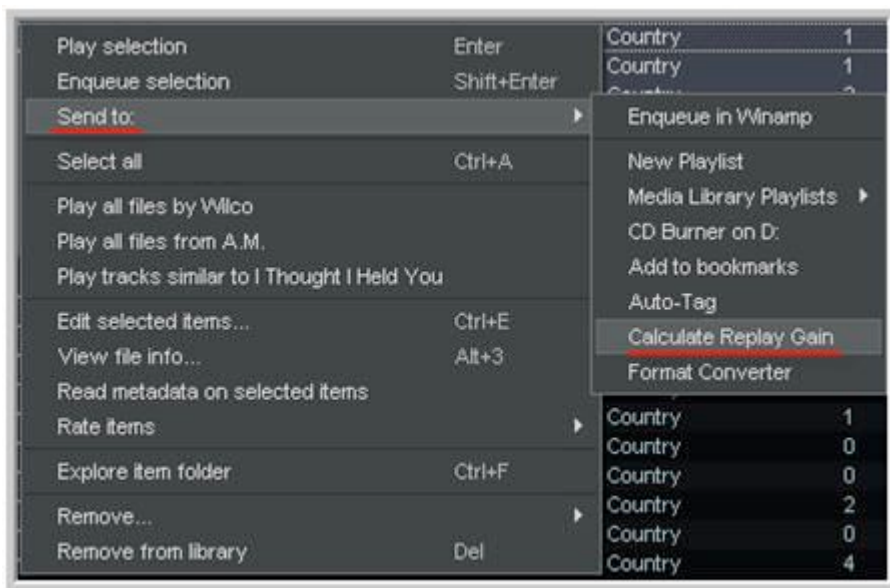 Play selection Enter
Enqueue selection Shift+Enter
Send to:
Select all Ctrl+A
Play all files by Wilco
Play all files from A.M.
Play tracks similar to I Thought I Held You
Edit selected items... Ctrl+E
View file info... Alt+3
Read metadata on selected items
Rate items
Explore item folder Ctrl+F
Remove...
Remove from library Del
Country 1
Country 1
Enqueue in Winamp
New Playlist
Media Library Playlists
CD Burner on D:
Add to bookmarks
Auto-Tag
Calculate Replay Gain
Format Converter
Country 1
Country 0
Country 0
Country 2
Country 0
Country 4